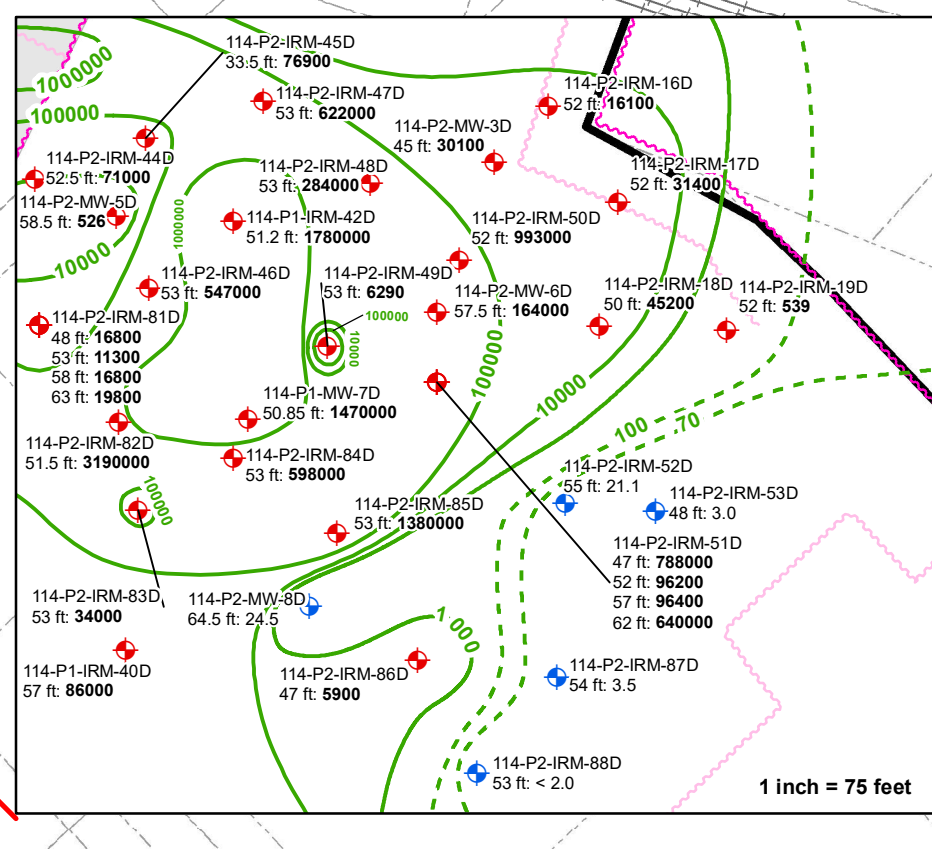 114-P2-IRM-45D
33.5 ft: 76900
1000000
100000
114-P2-IRM-47D
53 ft: 622000
114-P2-IRM-16D
52 ft: 16100
114-P2-MW-3D
45 ft: 30100
114-P2-IRM-44D
52.5 ft: 71000
114-P2-IRM-48D
53 ft: 284000
114-P2-IRM-17D
52 ft: 31400
114-P2-MW-5D
58.5 ft: 526
1000000
114-P1-IRM-42D
51.2 ft: 1780000
114-P2-IRM-50D
52 ft: 993000
10000
114-P2-IRM-46D
53 ft: 547000
114-P2-IRM-49D
53 ft: 6290
114-P2-MW-6D
57.5 ft: 164000
114-P2-IRM-18D
50 ft: 45200
114-P2-IRM-19D
52 ft: 539
114-P2-IRM-81D
48 ft: 16800
53 ft: 11300
58 ft: 16800
63 ft: 19800
100000
10000
100000
10000
114-P1-MW-7D
50.85 ft: 1470000
100
70
114-P2-IRM-82D
51.5 ft: 3190000
114-P2-IRM-84D
53 ft: 598000
114-P2-IRM-52D
55 ft: 21.1
114-P2-IRM-53D
48 ft: 3.0
100000
114-P2-IRM-85D
53 ft: 1380000
114-P2-IRM-51D
47 ft: 788000
52 ft: 96200
57 ft: 96400
62 ft: 640000
114-P2-IRM-83D
53 ft: 34000
114-P2-MW-8D
64.5 ft: 24.5
1000
114-P1-IRM-40D
57 ft: 86000
114-P2-IRM-86D
47 ft: 5900
114-P2-IRM-87D
54 ft: 3.5
114-P2-IRM-88D
53 ft: < 2.0
1 inch = 75 feet